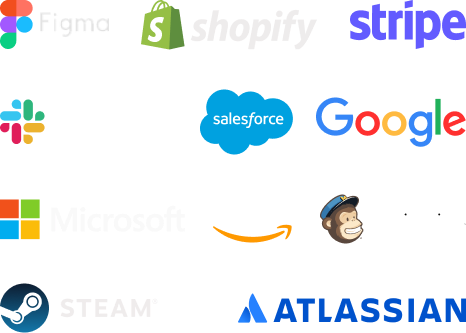 Figma
shopify
stripe
salesforce
Google
Microsoft
STEAM®
ATLASSIAN